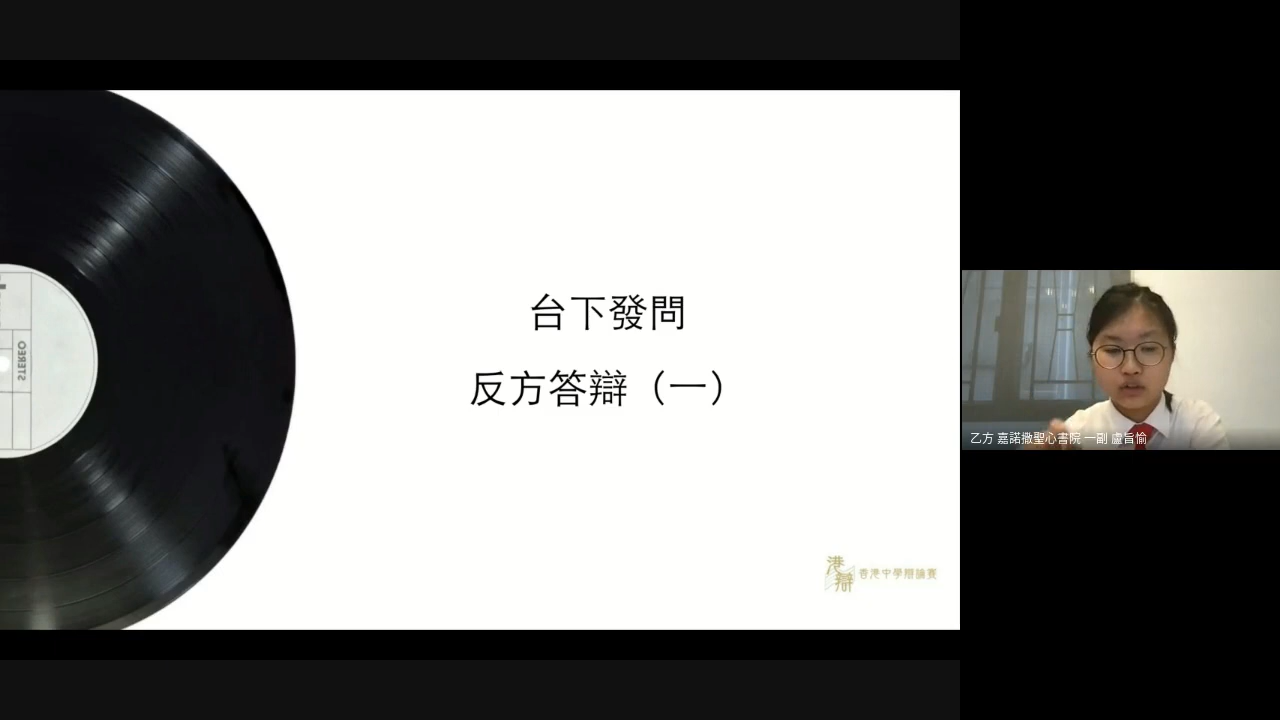 台下發問
反方答辯（一）
STEREO
港辯
香港中學辯論賽
乙方 嘉諾撒聖心書院 一副 盧旨愉